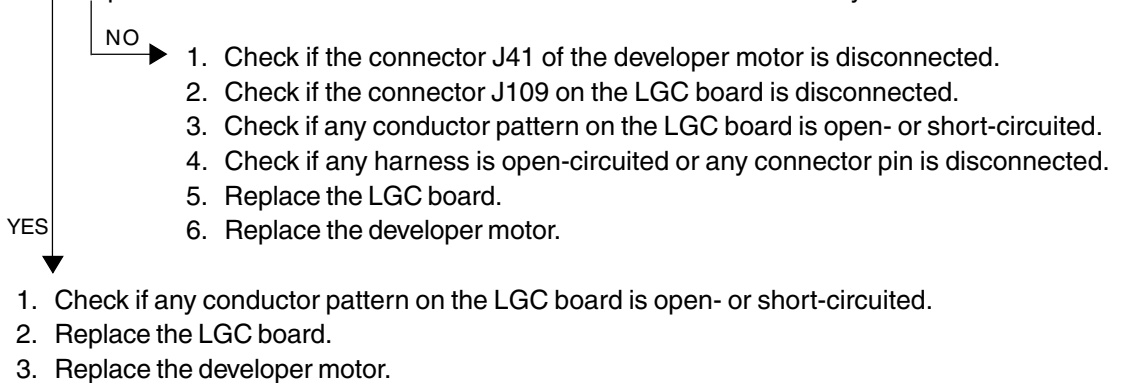 NO
1. Check if the connector J41 of the developer motor is disconnected.
2. Check if the connector J109 on the LGC board is disconnected.
3. Check if any conductor pattern on the LGC board is open- or short-circuited.
4. Check if any harness is open-circuited or any connector pin is disconnected.
5. Replace the LGC board.
6. Replace the developer motor.
YES
1. Check if any conductor pattern on the LGC board is open- or short-circuited.
2. Replace the LGC board.
3. Replace the developer motor.